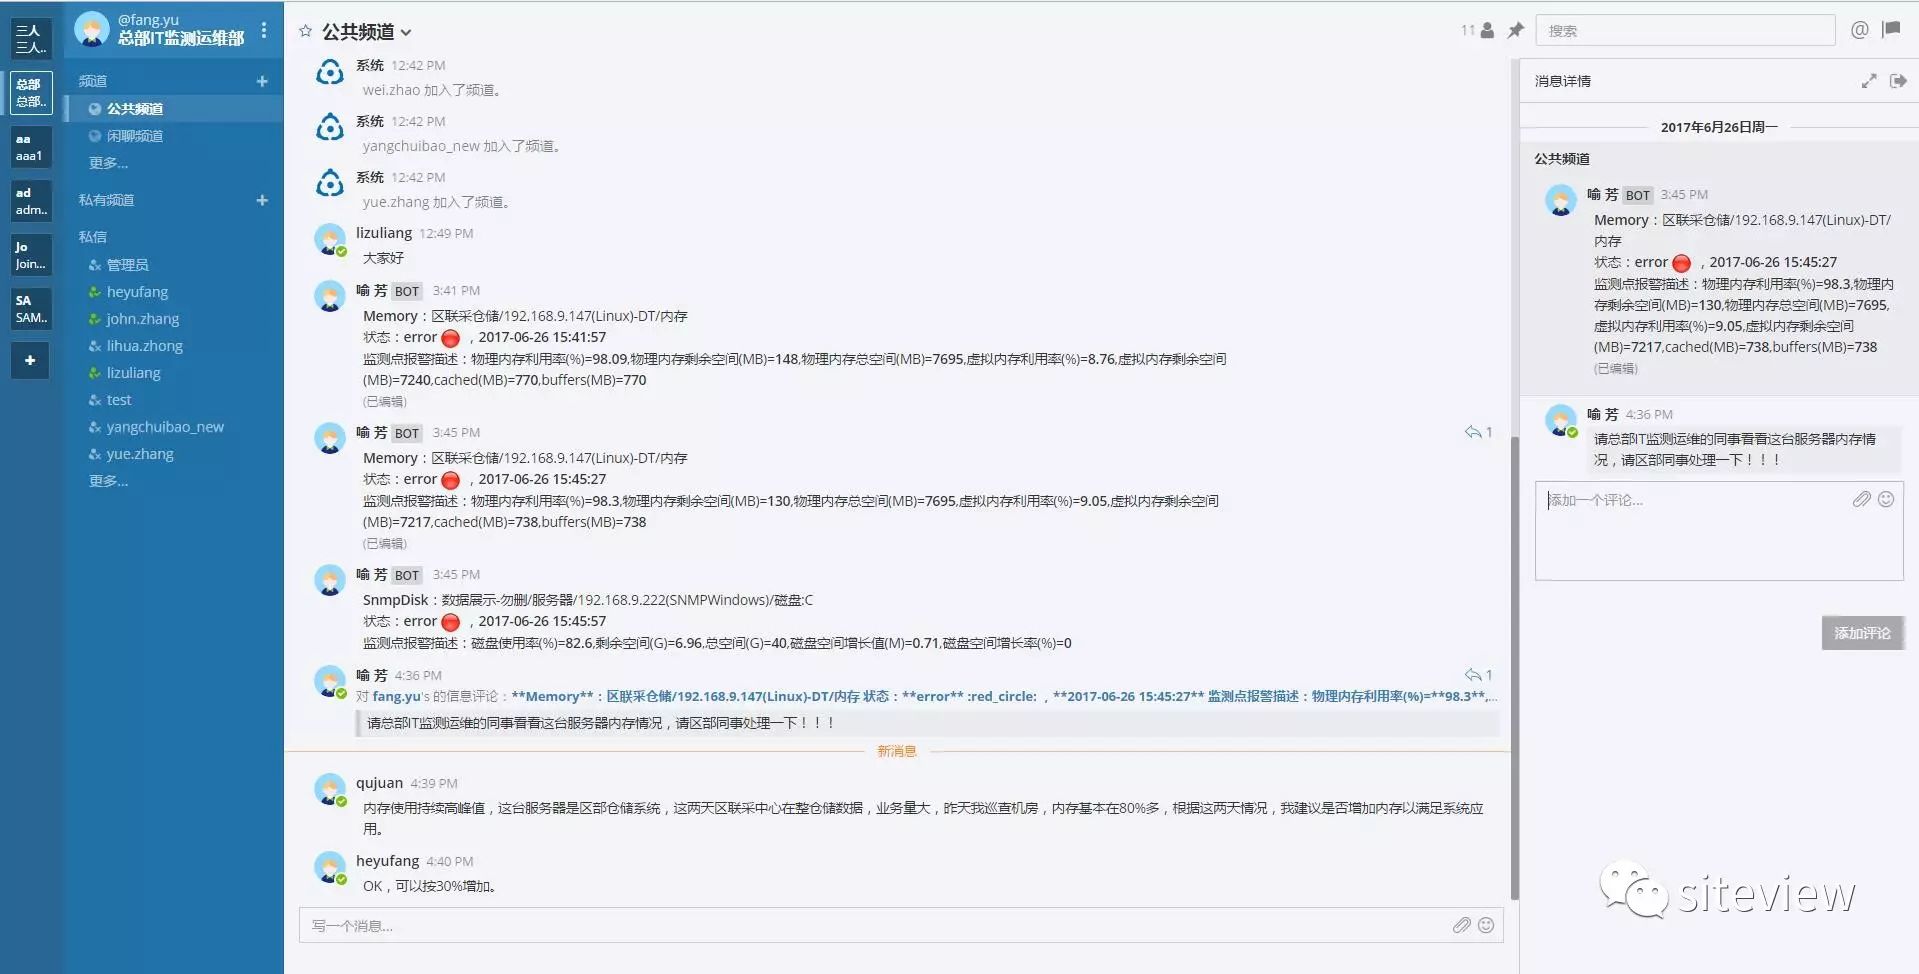 三人
三人..
总部
总部..
aa
aaa1
ad
adm..
Jo
Join...
SA
SAM..
+
@fang.yu
总部IT监测运维部
频道 +
公共频道
闲聊频道
更多...
私有频道 +
私信
管理员
heyufang
john.zhang
lihua.zhong
lizuliang
test
yangchuibao_new
yue.zhang
更多...
公共频道
11
搜索
@
系统 12:42 PM
wei.zhao 加入了频道。
系统 12:42 PM
yangchuibao_new 加入了频道。
系统 12:42 PM
yue.zhang 加入了频道。
lizuliang 12:49 PM
大家好
喻 芳 BOT 3:41 PM
Memory：区联采仓储/192.168.9.147(Linux)-DT/内存
状态：error ，2017-06-26 15:41:57
监测点报警描述：物理内存利用率(%)=98.09,物理内存剩余空间(MB)=148,物理内存总空间(MB)=7695,虚拟内存利用率(%)=8.76,虚拟内存剩余空间
(MB)=7240,cached(MB)=770,buffers(MB)=770
(已编辑)
喻 芳 BOT 3:45 PM 1
Memory：区联采仓储/192.168.9.147(Linux)-DT/内存
状态：error ，2017-06-26 15:45:27
监测点报警描述：物理内存利用率(%)=98.3,物理内存剩余空间(MB)=130,物理内存总空间(MB)=7695,虚拟内存利用率(%)=9.05,虚拟内存剩余空间
(MB)=7217,cached(MB)=738,buffers(MB)=738
(已编辑)
喻 芳 BOT 3:45 PM
SnmpDisk：数据展示-勿删/服务器/192.168.9.222(SNMPWindows)/磁盘:C
状态：error ，2017-06-26 15:45:57
监测点报警描述：磁盘使用率(%)=82.6,剩余空间(G)=6.96,总空间(G)=40,磁盘空间增长值(M)=0.71,磁盘空间增长率(%)=0
喻 芳 4:36 PM 1
对 fang.yu's 的信息评论：**Memory**：区联采仓储/192.168.9.147(Linux)-DT/内存 状态：**error** :red_circle: ，**2017-06-26 15:45:27** 监测点报警描述：物理内存利用率(%)=**98.3**,...
请总部IT监测运维的同事看看这台服务器内存情况，请区部同事处理一下！！！
新消息
qujuan 4:39 PM
内存使用持续高峰值，这台服务器是区部仓储系统，这两天区联采中心在整仓储数据，业务量大，昨天我巡查机房，内存基本在80%多，根据这两天情况，我建议是否增加内存以满足系统应
用。
heyufang 4:40 PM
OK，可以按30%增加。
写一个消息...
消息详情
2017年6月26日周一
公共频道
喻 芳 BOT 3:45 PM
Memory：区联采仓储/192.168.9.147(Linux)-DT/
内存
状态：error ，2017-06-26 15:45:27
监测点报警描述：物理内存利用率(%)=98.3,物理内
存剩余空间(MB)=130,物理内存总空间(MB)=7695,
虚拟内存利用率(%)=9.05,虚拟内存剩余空间
(MB)=7217,cached(MB)=738,buffers(MB)=738
(已编辑)
喻 芳 4:36 PM
请总部IT监测运维的同事看看这台服务器内存情
况，请区部同事处理一下！！！
添加一个评论...
添加评论
siteview